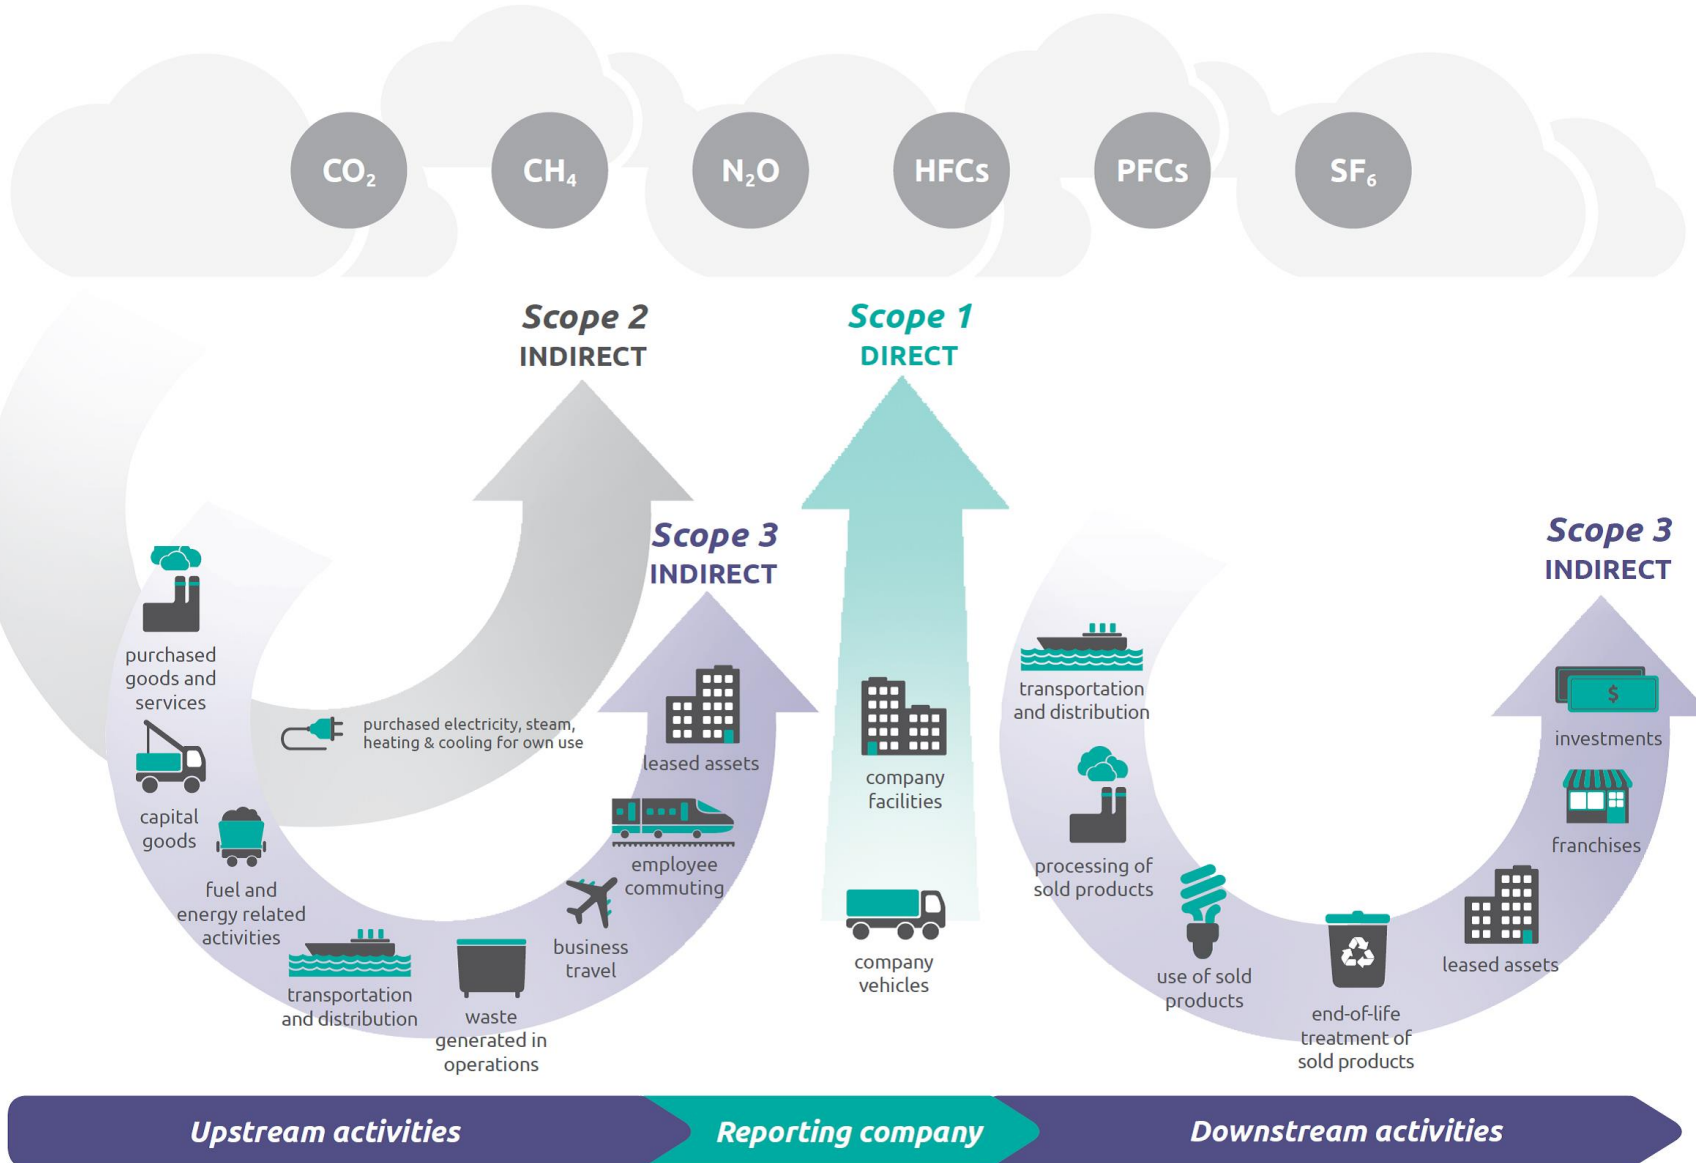 CO₂
CH₄
N₂O
HFCs
PFCs
SF₆
Scope 2
INDIRECT
Scope 1
DIRECT
Scope 3
INDIRECT
Scope 3
INDIRECT
purchased
goods and
services
capital
goods
fuel and
energy related
activities
transportation
and distribution
waste
generated in
operations
business
travel
employee
commuting
leased assets
purchased electricity, steam,
heating & cooling for own use
company
facilities
company
vehicles
transportation
and distribution
processing of
sold products
use of sold
products
end-of-life
treatment of
sold products
leased assets
franchises
$
investments
Upstream activities
Reporting company
Downstream activities